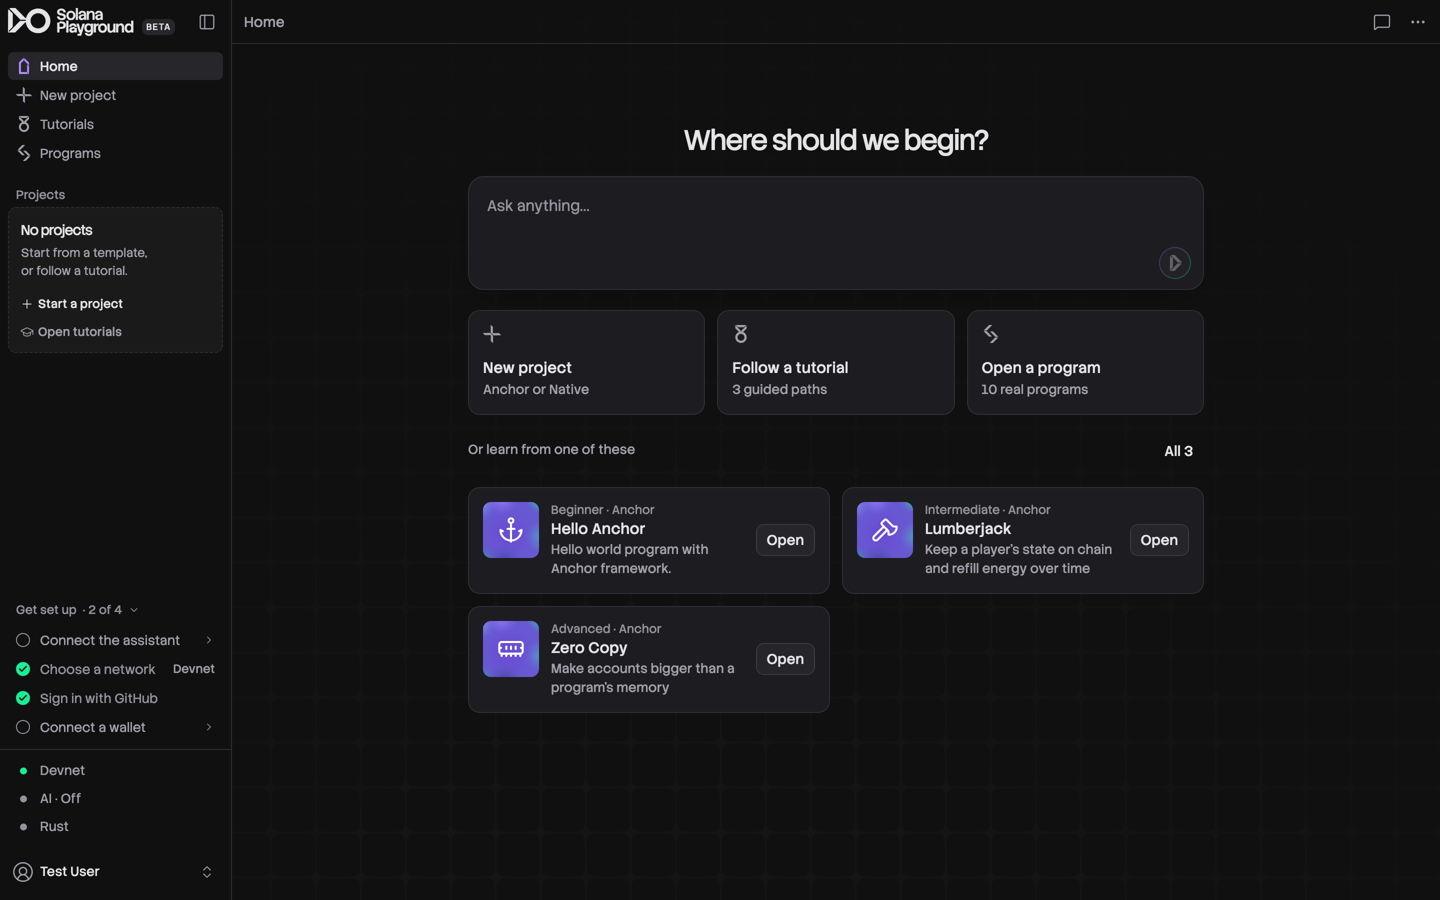 Solana
Playground BETA
Home
New project
Tutorials
Programs
Projects
No projects
Start from a template,
or follow a tutorial.
Start a project
Open tutorials
Get set up · 2 of 4
Connect the assistant
Choose a network Devnet
Sign in with GitHub
Connect a wallet
Devnet
AI · Off
Rust
Test User
Home
Where should we begin?
Ask anything...
New project
Anchor or Native
Follow a tutorial
3 guided paths
Open a program
10 real programs
Or learn from one of these
All 3
Beginner · Anchor
Hello Anchor
Hello world program with
Anchor framework.
Open
Intermediate · Anchor
Lumberjack
Keep a player's state on chain
and refill energy over time
Open
Advanced · Anchor
Zero Copy
Make accounts bigger than a
program's memory
Open